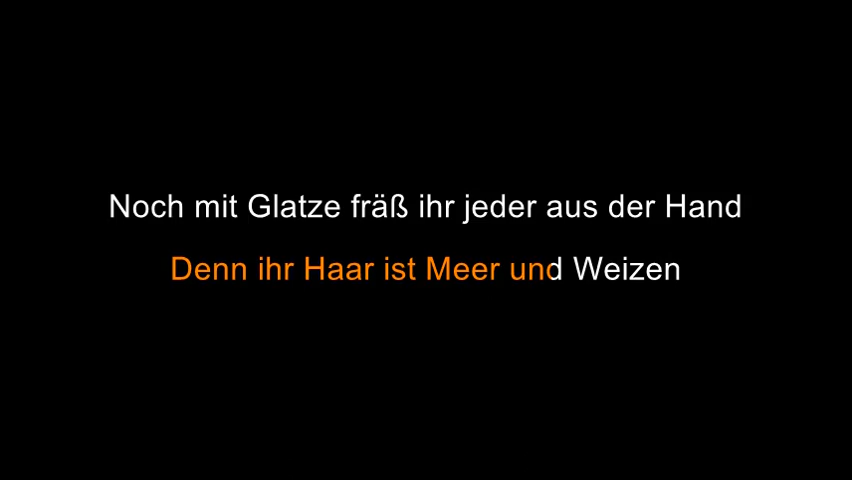 Noch mit Glatze fräß ihr jeder aus der Hand
Denn ihr Haar ist Meer und Weizen